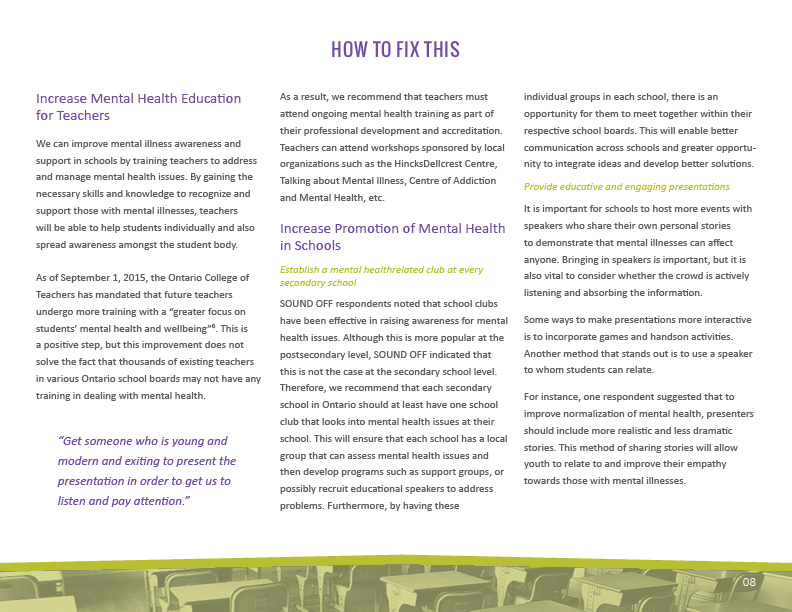 HOW TO FIX THIS
Increase Mental Health Education
for Teachers
We can improve mental illness awareness and
support in schools by training teachers to address
and manage mental health issues. By gaining the
necessary skills and knowledge to recognize and
support those with mental illnesses, teachers
will be able to help students individually and also
spread awareness amongst the student body.
As of September 1, 2015, the Ontario College of
Teachers has mandated that future teachers
undergo more training with a “greater focus on
students’ mental health and wellbeing”⁶. This is
a positive step, but this improvement does not
solve the fact that thousands of existing teachers
in various Ontario school boards may not have any
training in dealing with mental health.
“Get someone who is young and
modern and exiting to present the
presentation in order to get us to
listen and pay attention.”
As a result, we recommend that teachers must
attend ongoing mental health training as part of
their professional development and accreditation.
Teachers can attend workshops sponsored by local
organizations such as the HincksDellcrest Centre,
Talking about Mental Illness, Centre of Addiction
and Mental Health, etc.
Increase Promotion of Mental Health
in Schools
Establish a mental healthrelated club at every
secondary school
SOUND OFF respondents noted that school clubs
have been effective in raising awareness for mental
health issues. Although this is more popular at the
postsecondary level, SOUND OFF indicated that
this is not the case at the secondary school level.
Therefore, we recommend that each secondary
school in Ontario should at least have one school
club that looks into mental health issues at their
school. This will ensure that each school has a local
group that can assess mental health issues and
then develop programs such as support groups, or
possibly recruit educational speakers to address
problems. Furthermore, by having these
individual groups in each school, there is an
opportunity for them to meet together within their
respective school boards. This will enable better
communication across schools and greater opportu-
nity to integrate ideas and develop better solutions.
Provide educative and engaging presentations
It is important for schools to host more events with
speakers who share their own personal stories
to demonstrate that mental illnesses can affect
anyone. Bringing in speakers is important, but it is
also vital to consider whether the crowd is actively
listening and absorbing the information.
Some ways to make presentations more interactive
is to incorporate games and handson activities.
Another method that stands out is to use a speaker
to whom students can relate.
For instance, one respondent suggested that to
improve normalization of mental health, presenters
should include more realistic and less dramatic
stories. This method of sharing stories will allow
youth to relate to and improve their empathy
towards those with mental illnesses.
08